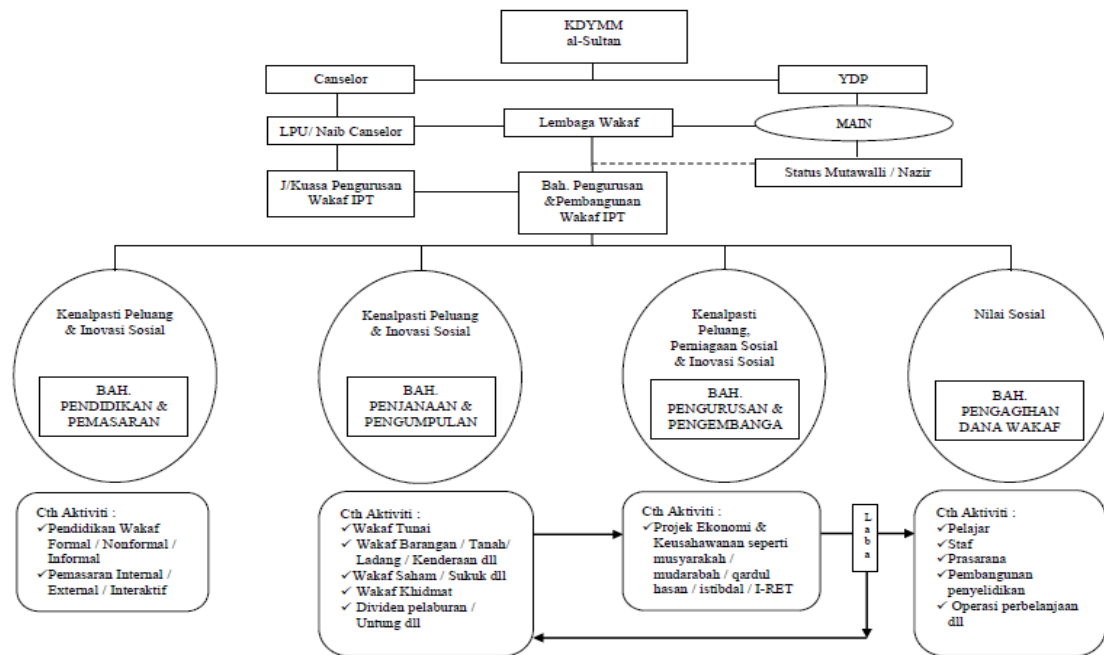 KDYMM
al-Sultan
Canselor
YDP
LPU/ Naib Canselor
Lembaga Wakaf
MAIN
Status Mutawalli / Nazir
J/Kuasa Pengurusan
Wakaf IPT
Bah. Pengurusan
&Pembangunan
Wakaf IPT
Kenalpasti Peluang
& Inovasi Sosial
BAH.
PENDIDIKAN &
PEMASARAN
Kenalpasti Peluang
& Inovasi Sosial
BAH.
PENJANAAN &
PENGUMPULAN
Kenalpasti
Peluang,
Perniagaan Sosial
& Inovasi Sosial
BAH.
PENGURUSAN &
PENGEMBANGA
Nilai Sosial
BAH.
PENGAGIHAN
DANA WAKAF
Cth Aktiviti :
✓Pendidikan Wakaf
Formal / Nonformal /
Informal
✓Pemasaran Internal /
External / Interaktif
Cth Aktiviti :
✓Wakaf Tunai
✓ Wakaf Barangan / Tanah/
Ladang / Kenderaan dll
✓Wakaf Saham / Sukuk dll
✓ Wakaf Khidmat
✓ Dividen pelaburan /
Untung dll
Cth Aktiviti :
✓Projek Ekonomi &
Keusahawanan seperti
musyarakah /
mudarabah / qardul
hasan / istibdal / I-RET
Laba
Cth Aktiviti :
✓Pelajar
✓Staf
✓Prasarana
✓Pembangunan
penyelidikan
✓ Operasi perbelanjaan
dll